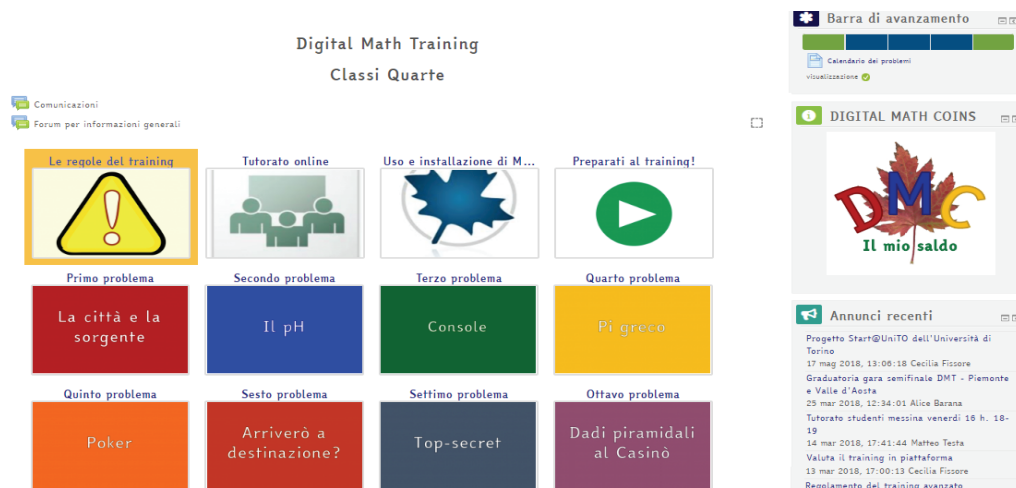 Digital Math Training
Classi Quarte
Comunicazioni
Forum per informazioni generali
Le regole del training
Tutorato online
Uso e installazione di M...
Preparati al training!
Primo problema
Secondo problema
Terzo problema
Quarto problema
La città e la
sorgente
Il pH
Console
Pi greco
Quinto problema
Sesto problema
Settimo problema
Ottavo problema
Poker
Arriverò a
destinazione?
Top-secret
Dadi piramidali
al Casinò
Barra di avanzamento
Calendario dei problemi
visualizzazione
DIGITAL MATH COINS
DMC
Il mio saldo
Annunci recenti
Progetto Start@UniTO dell'Università di
Torino
17 mag 2018, 13:06:18 Cecilia Fissore
Graduatoria gara semifinale DMT - Piemonte
e Valle d'Aosta
25 mar 2018, 12:34:01 Alice Barana
Tutorato studenti messina venerdì 16 h. 18-
19
14 mar 2018, 17:41:44 Matteo Testa
Valuta il training in piattaforma
13 mar 2018, 17:00:13 Cecilia Fissore
Regolamento del training avanzato